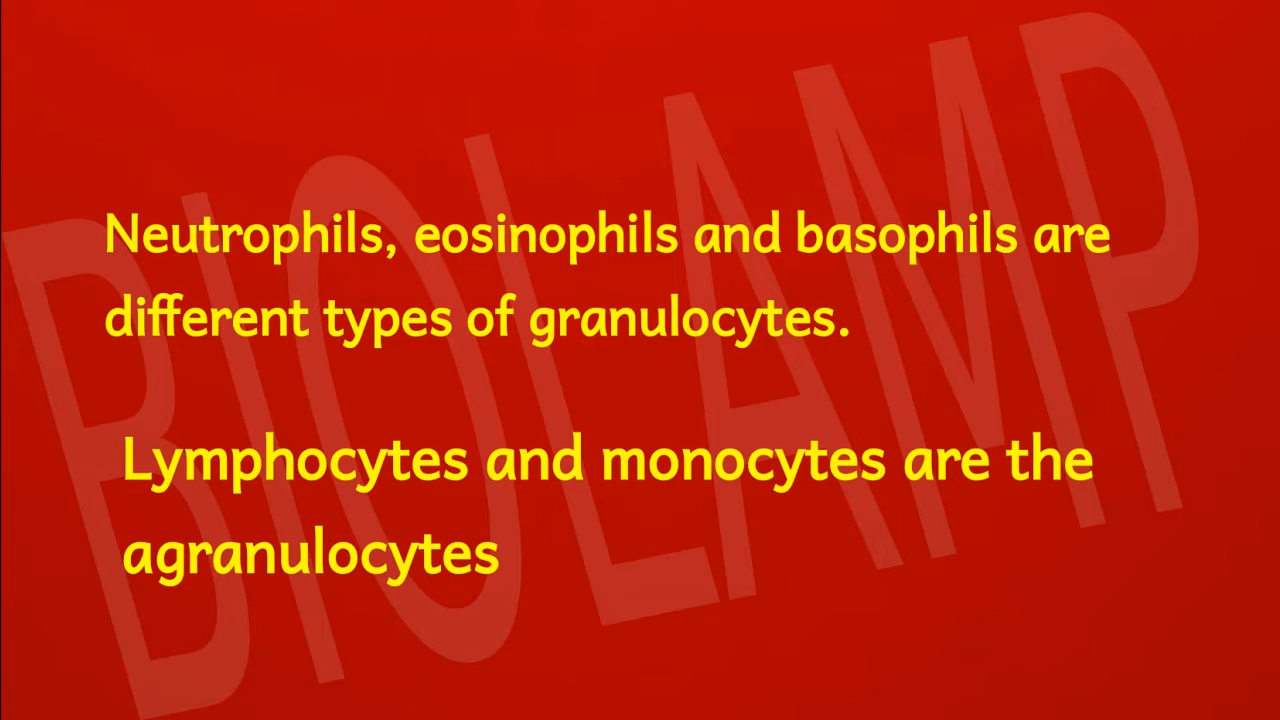 BIOLAMP
Neutrophils, eosinophils and basophils are
different types of granulocytes.
Lymphocytes and monocytes are the
agranulocytes